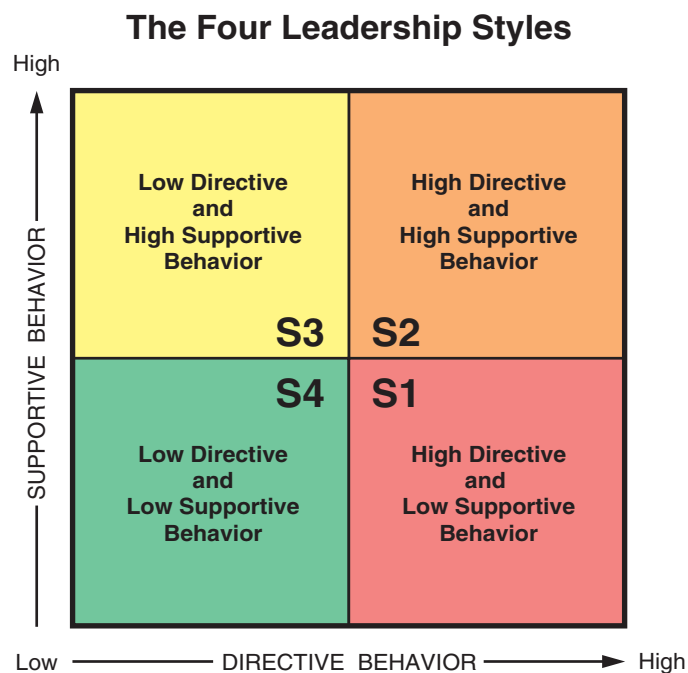 The Four Leadership Styles
High
SUPPORTIVE BEHAVIOR
Low Directive
and
High Supportive
Behavior
S3
High Directive
and
High Supportive
Behavior
S2
S4
Low Directive
and
Low Supportive
Behavior
S1
High Directive
and
Low Supportive
Behavior
Low
DIRECTIVE BEHAVIOR
High